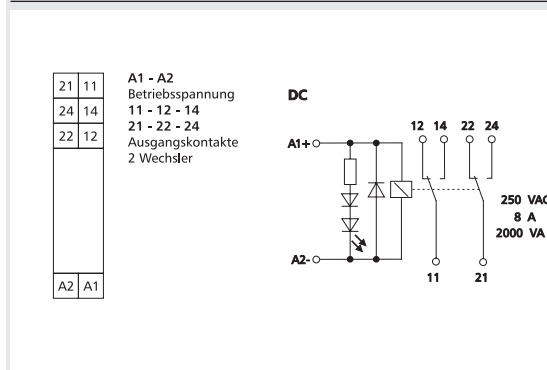 21 11
24 14
22 12
A2 A1
A1 - A2
Betriebsspannung
11 - 12 - 14
21 - 22 - 24
Ausgangskontakte
2 Wechsler
DC
12 14 22 24
A1+
250 VAC
8 A
2000 VA
A2-
11 21